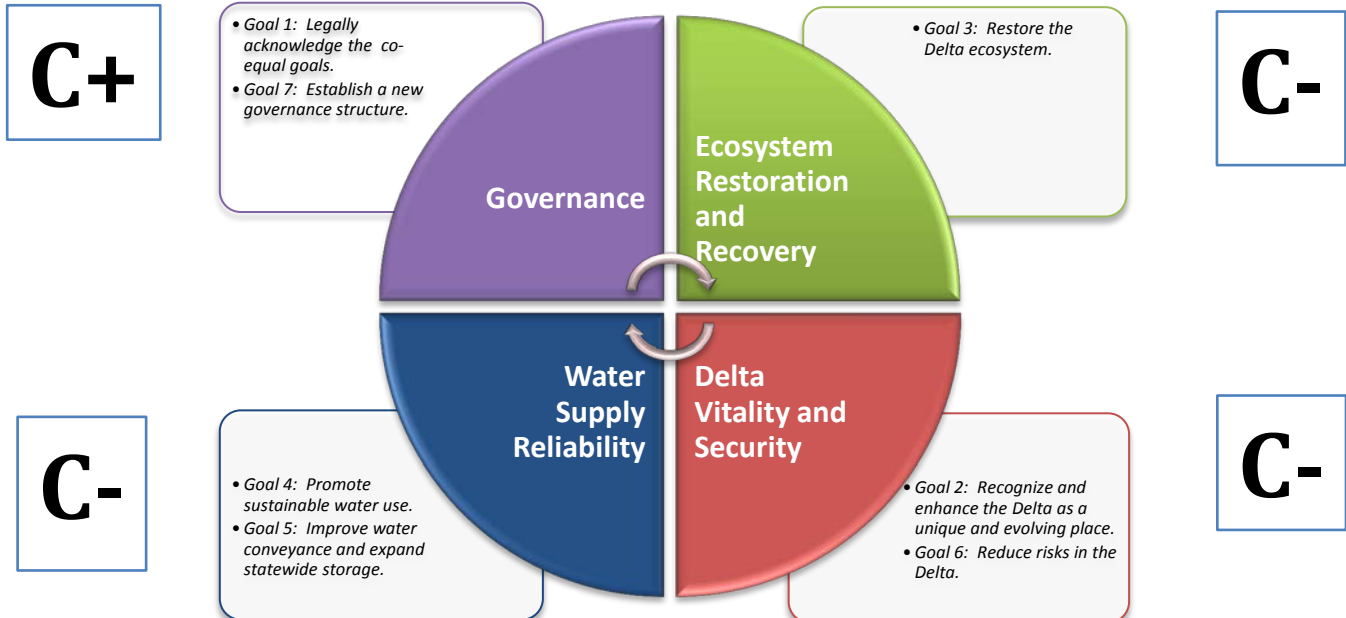 C+
• Goal 1: Legally
acknowledge the co-
equal goals.
• Goal 7: Establish a new
governance structure.
Governance
• Goal 3: Restore the
Delta ecosystem.
Ecosystem
Restoration
and
Recovery
C-
C-
• Goal 4: Promote
sustainable water use.
• Goal 5: Improve water
conveyance and expand
statewide storage.
Water
Supply
Reliability
Delta
Vitality and
Security
• Goal 2: Recognize and
enhance the Delta as a
unique and evolving place.
• Goal 6: Reduce risks in the
Delta.
C-